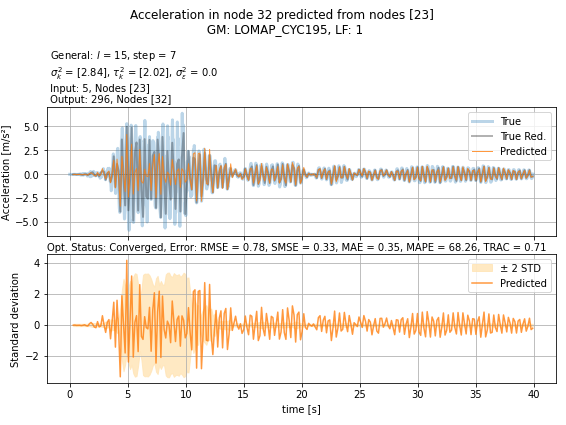 Acceleration in node 32 predicted from nodes [23]
GM: LOMAP_CYC195, LF: 1
General: l = 15, step = 7
σ²ₖ = [2.84], τ²ₖ = [2.02], σ²ε = 0.0
Input: 5, Nodes [23]
Output: 296, Nodes [32]
Acceleration [m/s²]
5.0
2.5
0.0
−2.5
−5.0
True
True Red.
Predicted
Opt. Status: Converged, Error: RMSE = 0.78, SMSE = 0.33, MAE = 0.35, MAPE = 68.26, TRAC = 0.71
Standard deviation
4
2
0
−2
± 2 STD
Predicted
0 5 10 15 20 25 30 35 40
time [s]